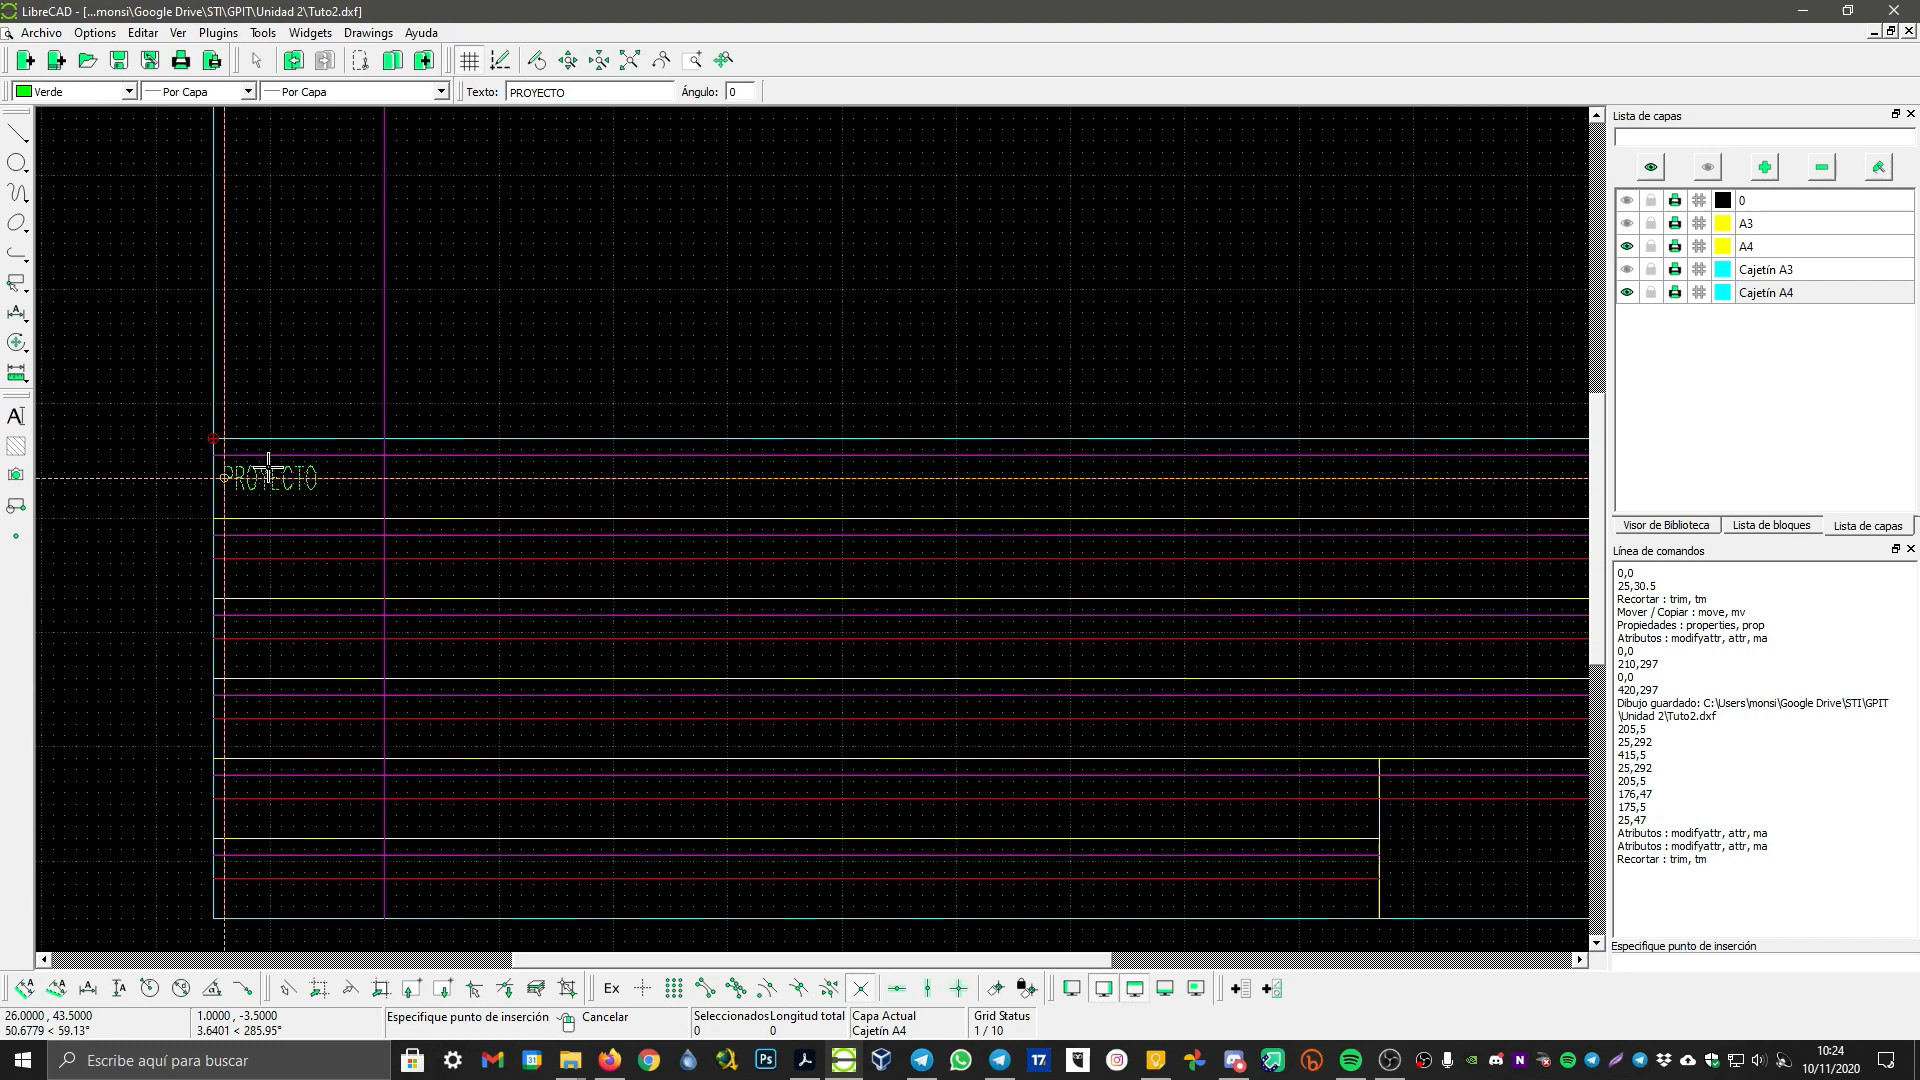 LibreCAD - [...monsi\Google Drive\STI\GPIT\Unidad 2\Tuto2.dxf]
Archivo Options Editar Ver Plugins Tools Widgets Drawings Ayuda
Verde Por Capa Por Capa Texto: PROYECTO Ángulo: 0
PROYECTO
Lista de capas
0
A3
A4
Cajetín A3
Cajetín A4
Visor de Biblioteca Lista de bloques Lista de capas
Línea de comandos
0,0
25,30.5
Recortar : trim, tm
Mover / Copiar : move, mv
Propiedades : properties, prop
Atributos : modifyattr, attr, ma
0,0
210,297
0,0
420,297
Dibujo guardado: C:\Users\monsi\Google Drive\STI\GPIT
\Unidad 2\Tuto2.dxf
205,5
25,292
415,5
25,292
205,5
176,47
175,5
25,47
Atributos : modifyattr, attr, ma
Atributos : modifyattr, attr, ma
Recortar : trim, tm
Especifique punto de inserción
Ex
26.0000 , 43.5000
50.6779 < 59.13°
1.0000 , -3.5000
3.6401 < 285.95°
Especifique punto de inserción Cancelar
Seleccionados Longitud total
0 0
Capa Actual
Cajetín A4
Grid Status
1 / 10
Escribe aquí para buscar
10:24
10/11/2020